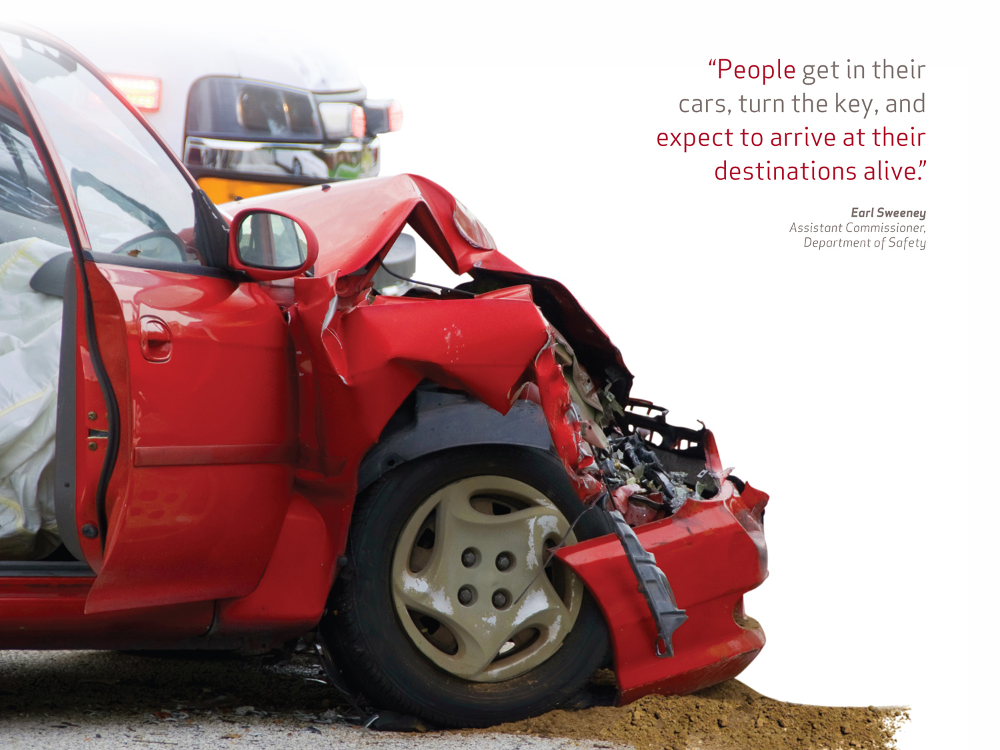 “People get in their
cars, turn the key, and
expect to arrive at their
destinations alive.”
Earl Sweeney
Assistant Commissioner,
Department of Safety